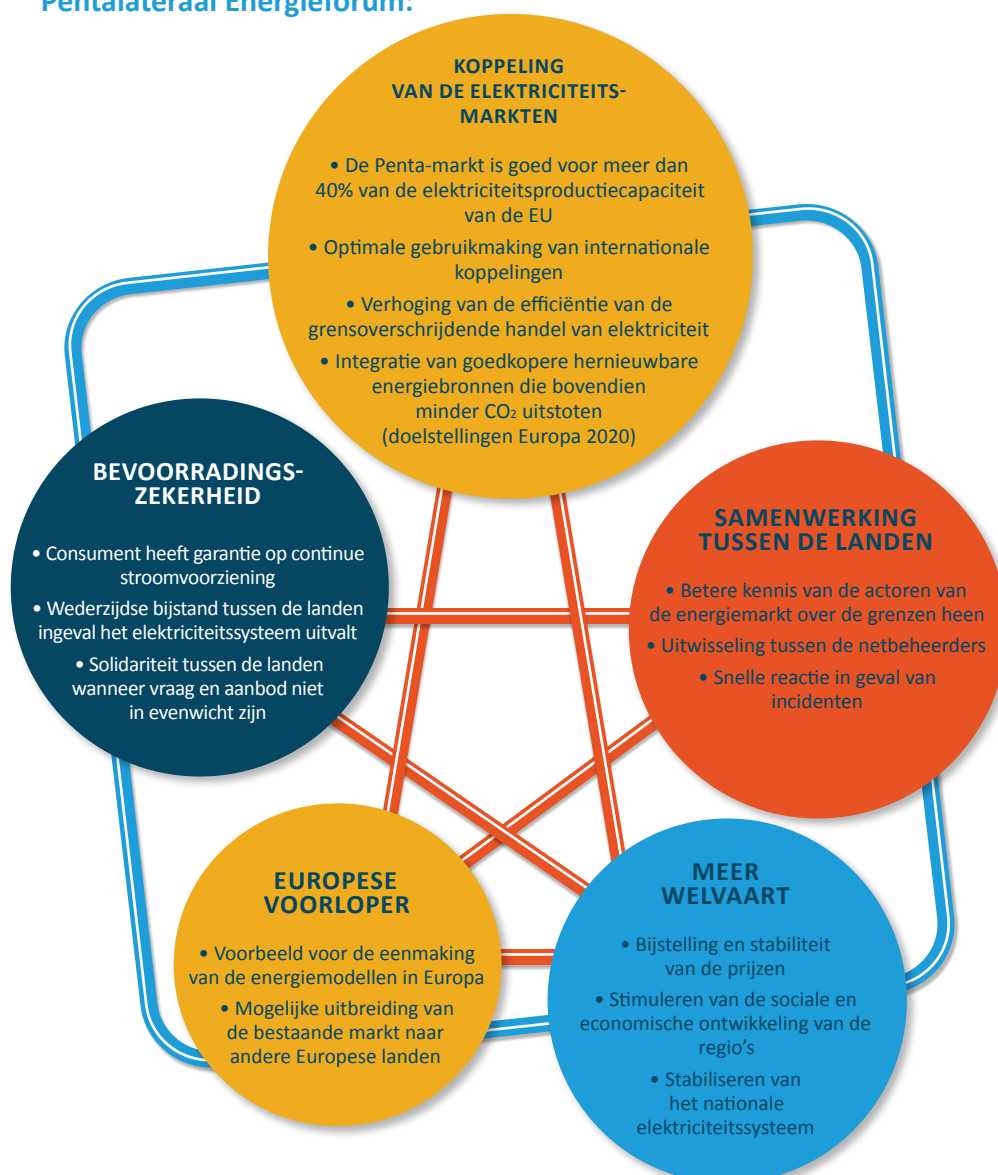 Pentalateraal Energieforum:
KOPPELING
VAN DE ELEKTRICITEITS-
MARKTEN
• De Penta-markt is goed voor meer dan
40% van de elektriciteitsproductiecapaciteit
van de EU
• Optimale gebruikmaking van internationale
koppelingen
• Verhoging van de efficiëntie van de
grensoverschrijdende handel van elektriciteit
• Integratie van goedkopere hernieuwbare
energiebronnen die bovendien
minder CO₂ uitstoten
(doelstellingen Europa 2020)
BEVOORRADINGS-
ZEKERHEID
• Consument heeft garantie op continue
stroomvoorziening
• Wederzijdse bijstand tussen de landen
ingeval het elektriciteitssysteem uitvalt
• Solidariteit tussen de landen
wanneer vraag en aanbod niet
in evenwicht zijn
SAMENWERKING
TUSSEN DE LANDEN
• Betere kennis van de actoren van
de energiemarkt over de grenzen heen
• Uitwisseling tussen de netbeheerders
• Snelle reactie in geval van
incidenten
EUROPESE
VOORLOPER
• Voorbeeld voor de eenmaking
van de energiemodellen in Europa
• Mogelijke uitbreiding van
de bestaande markt naar
andere Europese landen
MEER
WELVAART
• Bijstelling en stabiliteit
van de prijzen
• Stimuleren van de sociale en
economische ontwikkeling van de
regio's
• Stabiliseren van
het nationale
elektriciteitssysteem